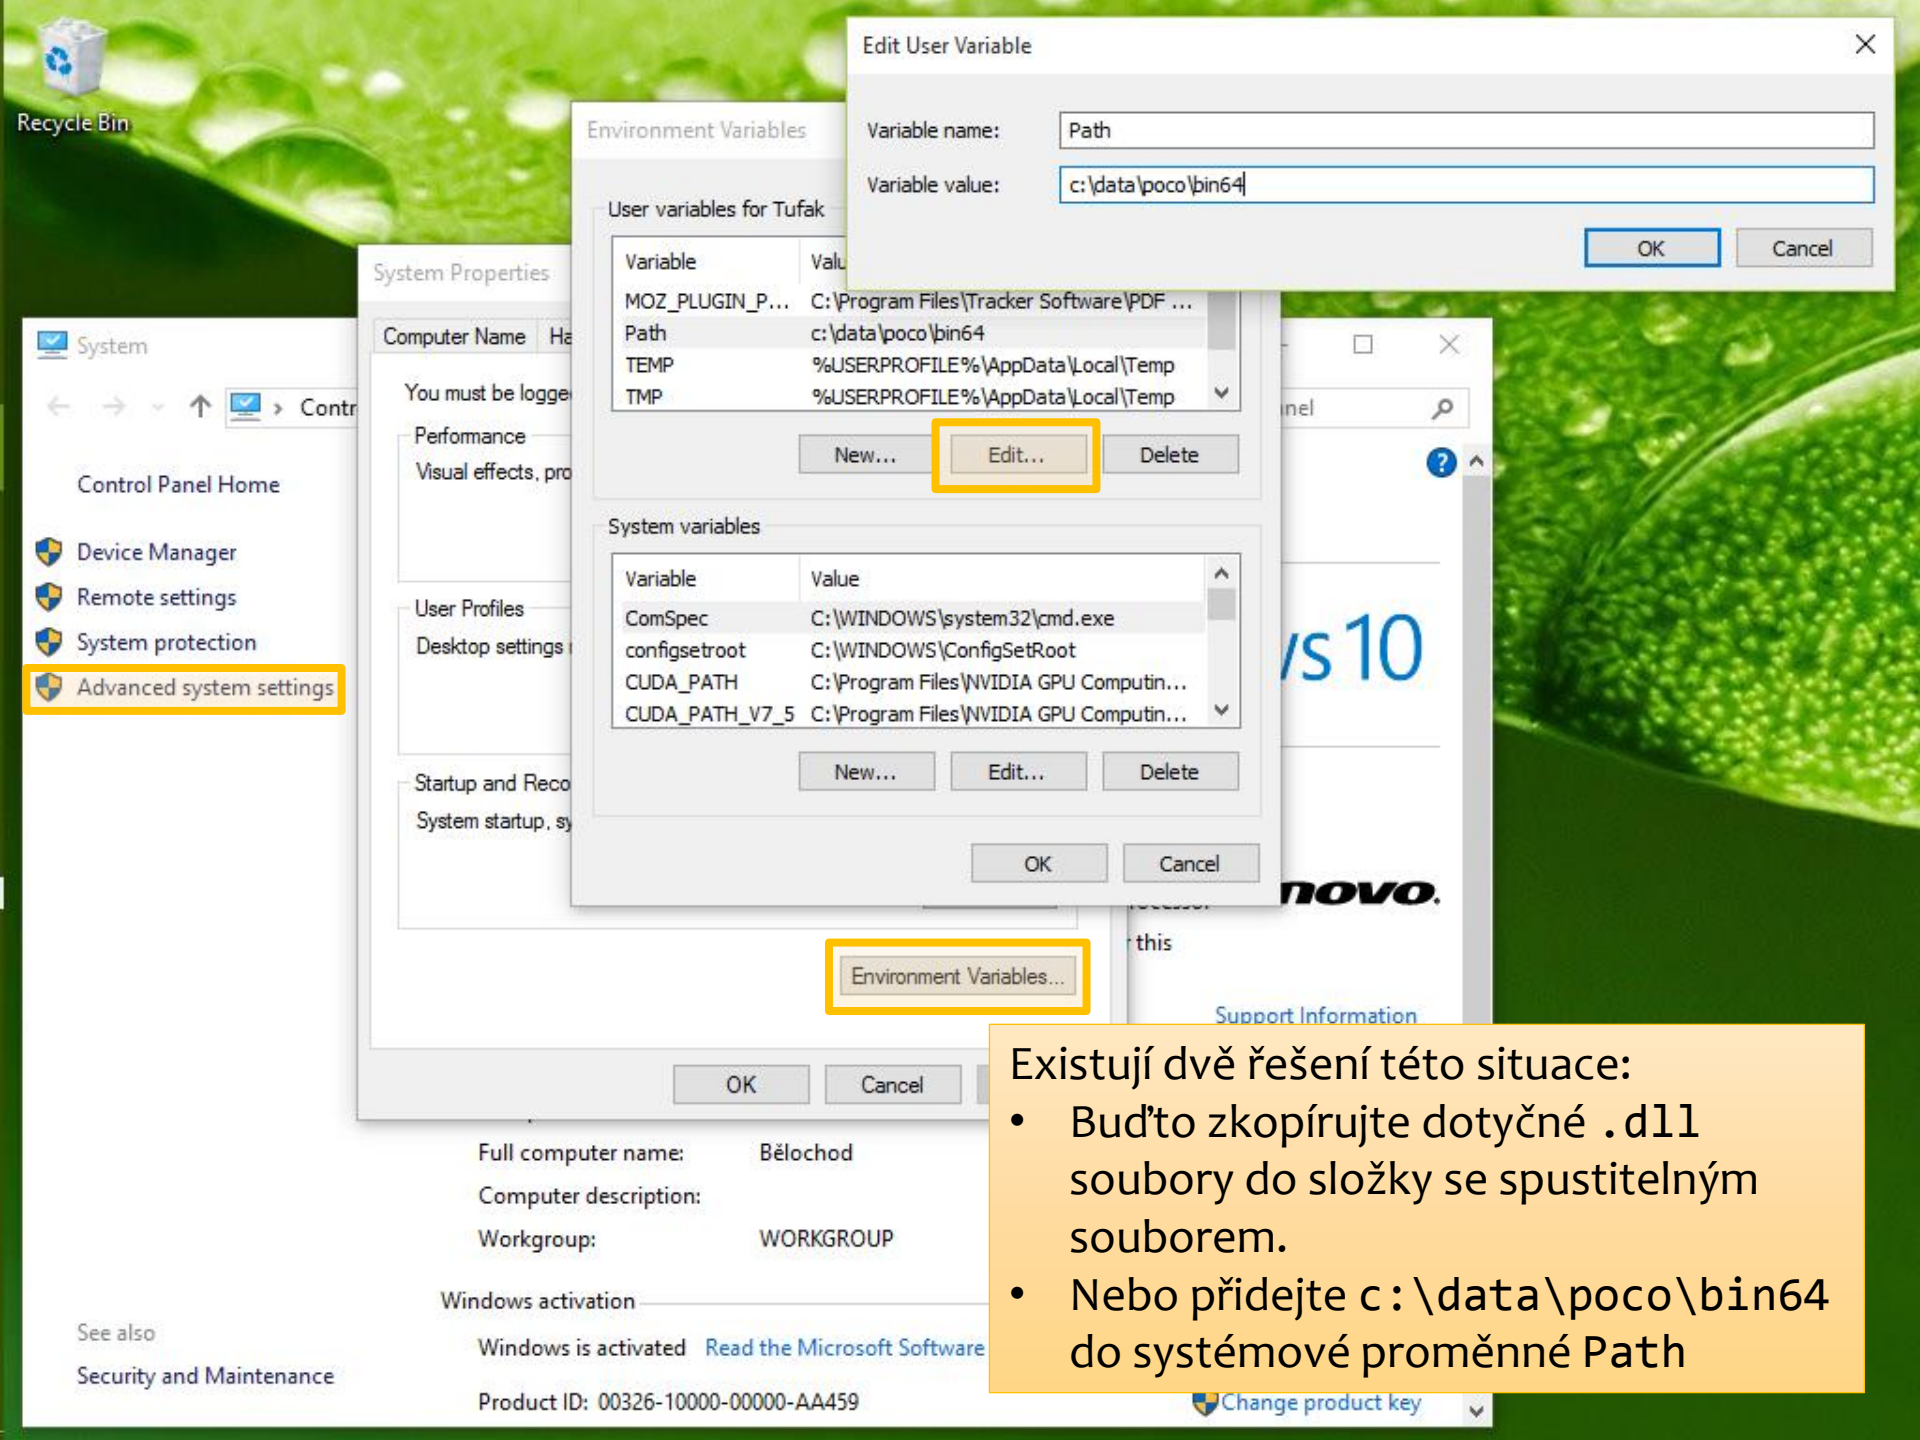 Recycle Bin
Edit User Variable
Variable name:
Path
Variable value:
c:\data\poco\bin64
OK
Cancel
Environment Variables
User variables for Tufak
Variable
Valu
MOZ_PLUGIN_P... C:\Program Files\Tracker Software\PDF ...
Path c:\data\poco\bin64
TEMP %USERPROFILE%\AppData\Local\Temp
TMP %USERPROFILE%\AppData\Local\Temp
New...
Edit...
Delete
System variables
Variable Value
ComSpec C:\WINDOWS\system32\cmd.exe
configsetroot C:\WINDOWS\ConfigSetRoot
CUDA_PATH C:\Program Files\NVIDIA GPU Computin...
CUDA_PATH_V7_5 C:\Program Files\NVIDIA GPU Computin...
New...
Edit...
Delete
OK
Cancel
System Properties
Computer Name Ha
You must be logge
Performance
Visual effects, pro
User Profiles
Desktop settings
Startup and Reco
System startup, sy
Environment Variables...
OK
Cancel
System
Contr
nel
Control Panel Home
Device Manager
Remote settings
System protection
Advanced system settings
ws 10
novo.
this
Support Information
Full computer name: Bělochod
Computer description:
Workgroup: WORKGROUP
Windows activation
Windows is activated Read the Microsoft Software
Product ID: 00326-10000-00000-AA459
Change product key
See also
Security and Maintenance
Existují dvě řešení této situace:
• Buďto zkopírujte dotyčné .dll
soubory do složky se spustitelným
souborem.
• Nebo přidejte c:\data\poco\bin64
do systémové proměnné Path